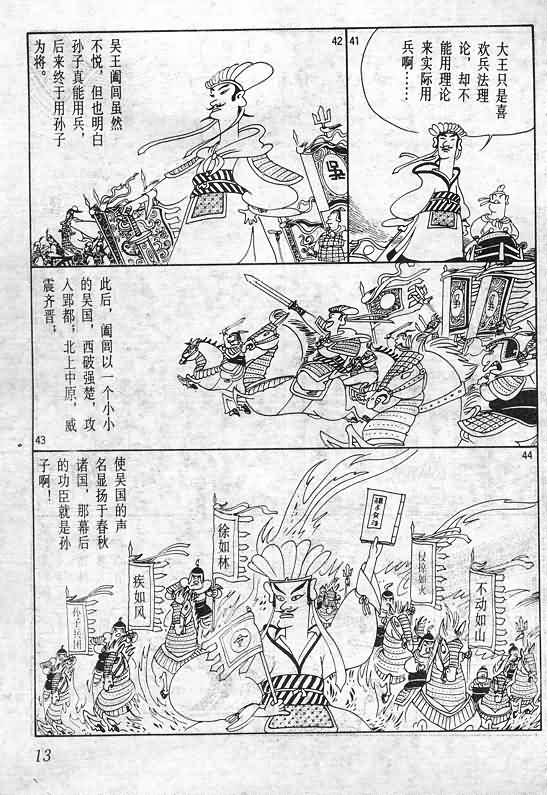 41
大王只是喜
欢兵法理
论，却不
能用理论
来实际用
兵啊……
42
吴王阖闾虽然
不悦，但也明白
孙子真能用兵，
后来终于用孙子
为将。
吳
此后，阖闾以一个小小
的吴国，西破强楚，攻
入郢都；北上中原，威
震齐晋；
43
44
使吴国的声
名显扬于春秋
诸国，那幕后
的功臣就是孙
子啊！
不动如山
侵掠如火
徐如林
疾如风
孙子兵团
令
13